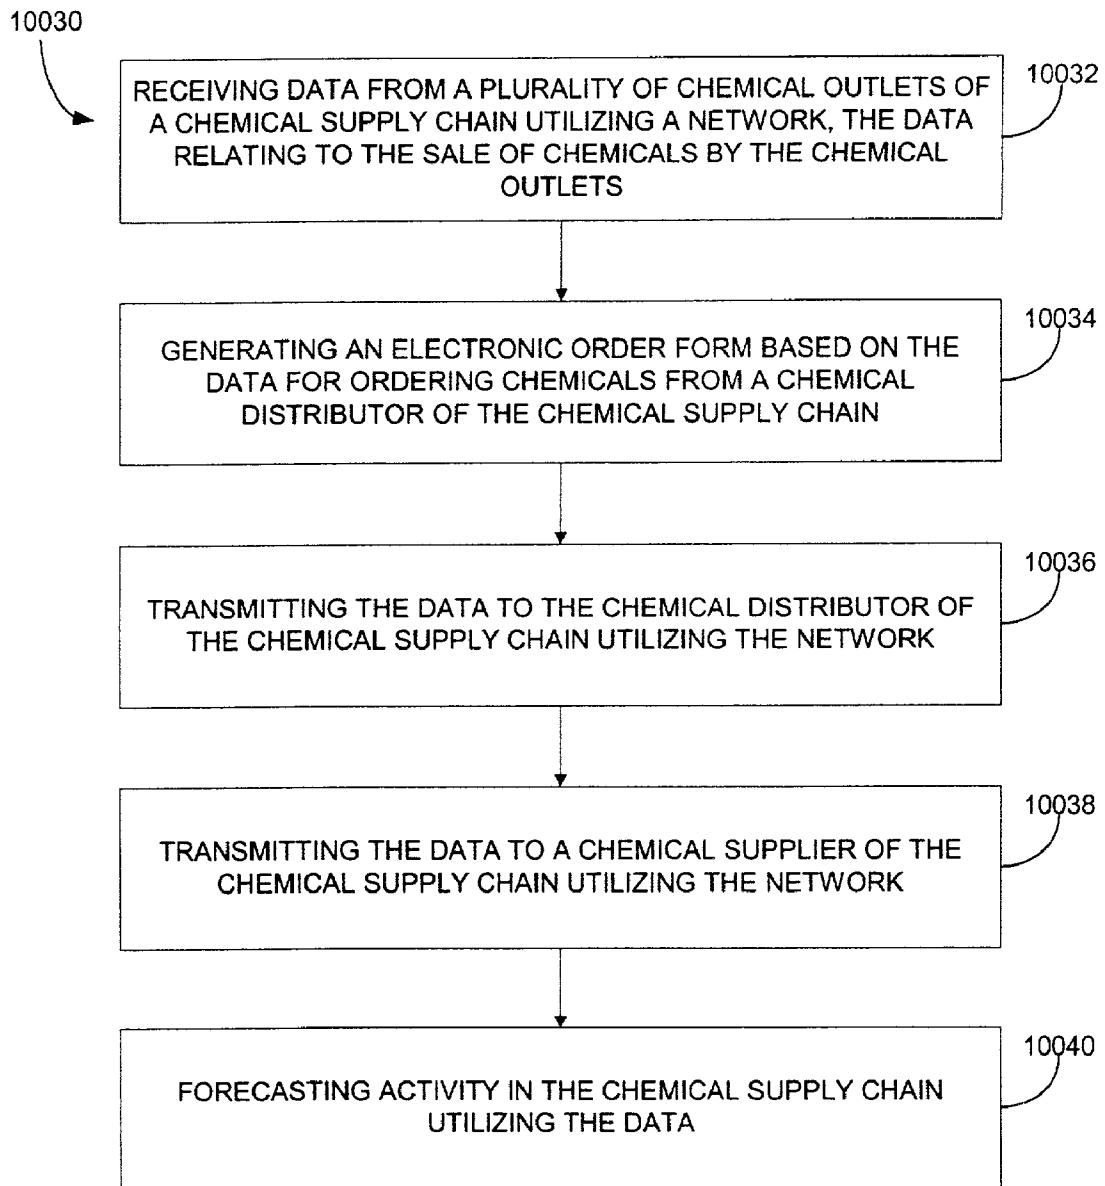 10030
RECEIVING DATA FROM A PLURALITY OF CHEMICAL OUTLETS OF
A CHEMICAL SUPPLY CHAIN UTILIZING A NETWORK, THE DATA
RELATING TO THE SALE OF CHEMICALS BY THE CHEMICAL
OUTLETS
10032
GENERATING AN ELECTRONIC ORDER FORM BASED ON THE
DATA FOR ORDERING CHEMICALS FROM A CHEMICAL
DISTRIBUTOR OF THE CHEMICAL SUPPLY CHAIN
10034
TRANSMITTING THE DATA TO THE CHEMICAL DISTRIBUTOR OF
THE CHEMICAL SUPPLY CHAIN UTILIZING THE NETWORK
10036
TRANSMITTING THE DATA TO A CHEMICAL SUPPLIER OF THE
CHEMICAL SUPPLY CHAIN UTILIZING THE NETWORK
10038
FORECASTING ACTIVITY IN THE CHEMICAL SUPPLY CHAIN
UTILIZING THE DATA
10040